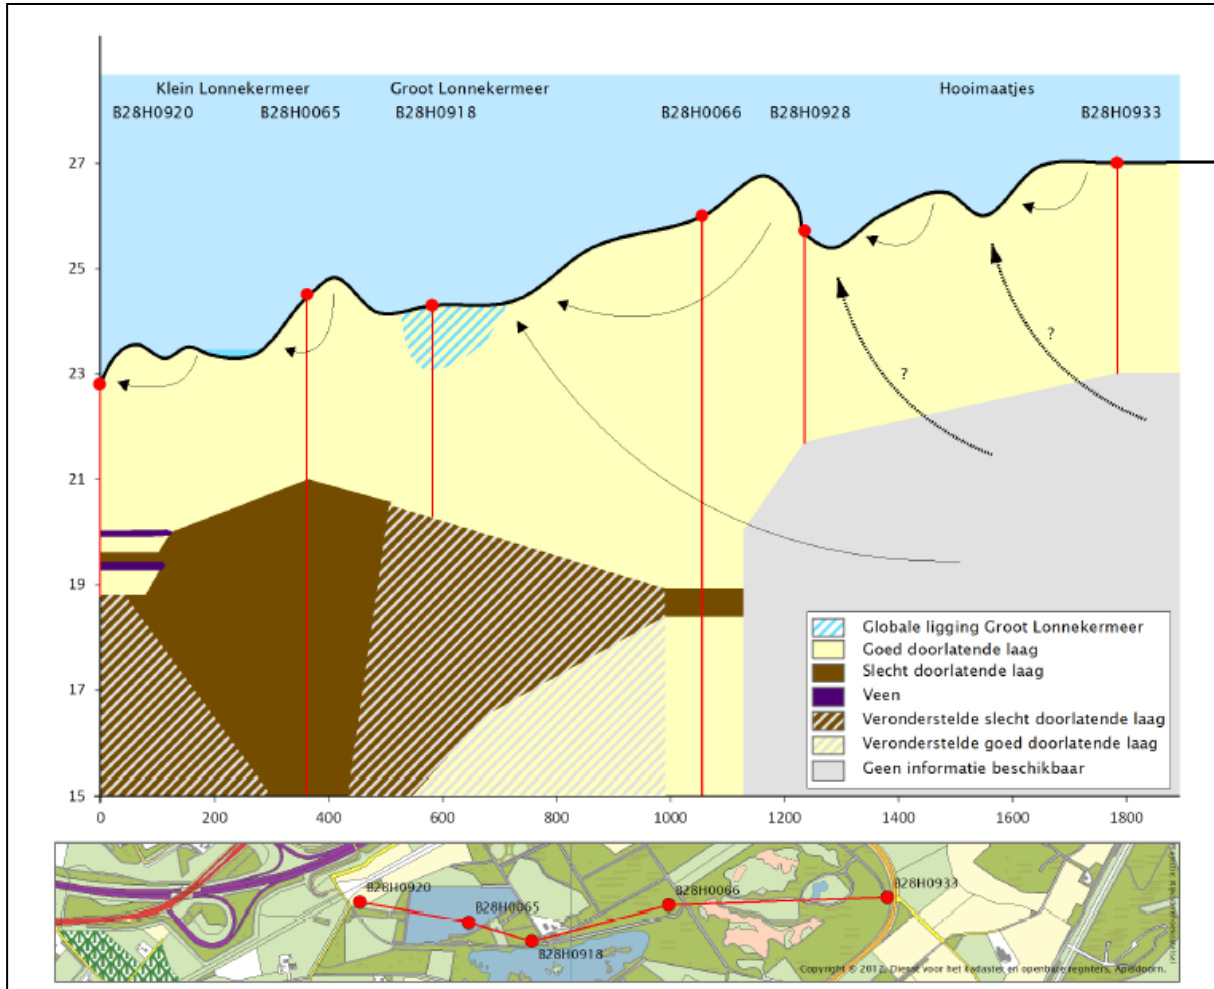 Klein Lonnekermeer Groot Lonnekermeer Hooimaatjes
B28H0920 B28H0065 B28H0918 B28H0066 B28H0928 B28H0933
27
25
23
? ?
21
19
17
15
Globale ligging Groot Lonnekermeer
Goed doorlatende laag
Slecht doorlatende laag
Veen
Veronderstelde slecht doorlatende laag
Veronderstelde goed doorlatende laag
Geen informatie beschikbaar
0 200 400 600 800 1000 1200 1400 1600 1800
B28H0920 B28H0065 B28H0918 B28H0066 B28H0933
Copyright © 2012, Dienst voor het kadaster en openbare registers, Apeldoorn.